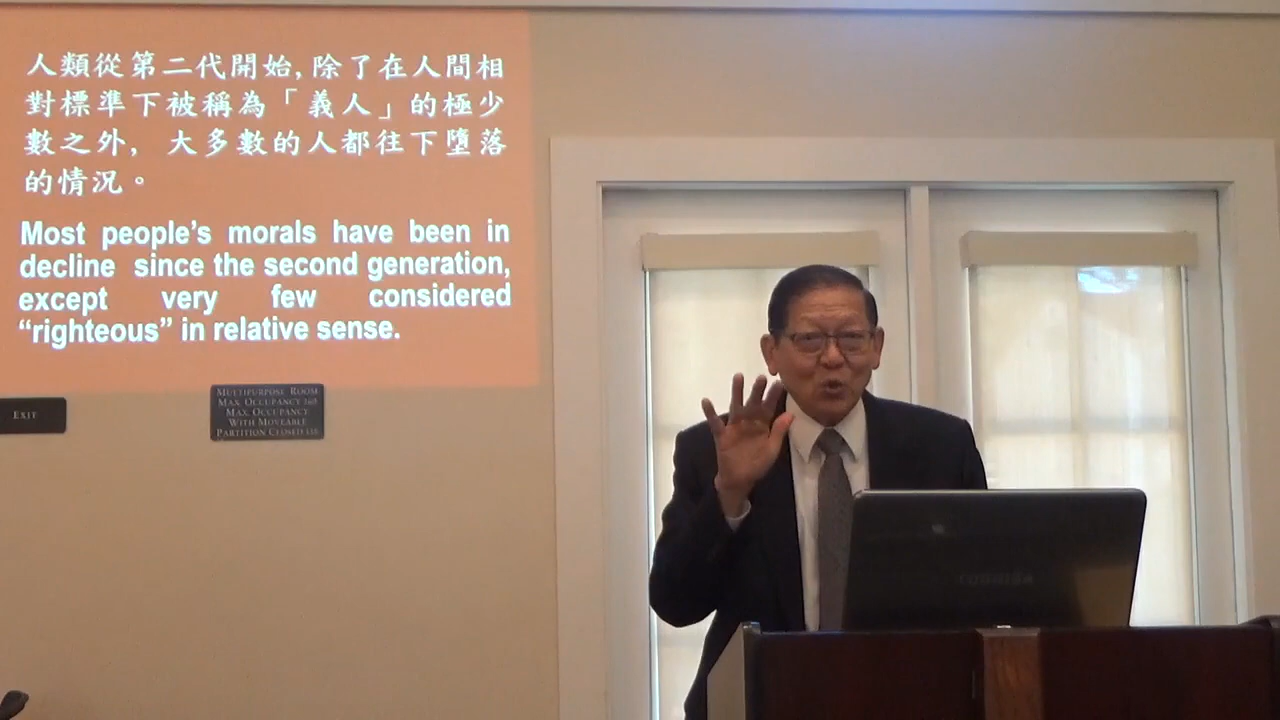 人類從第二代開始, 除了在人間相
對標準下被稱為「義人」的極少
數之外, 大多數的人都往下墮落
的情況。
Most people's morals have been in
decline since the second generation,
except very few considered
“righteous” in relative sense.
EXIT
MULTIPURPOSE ROOM
MAX. OCCUPANCY
MAX. OCCUPANCY
WITH MOVEABLE
PARTITION CLOSED
TOSHIBA